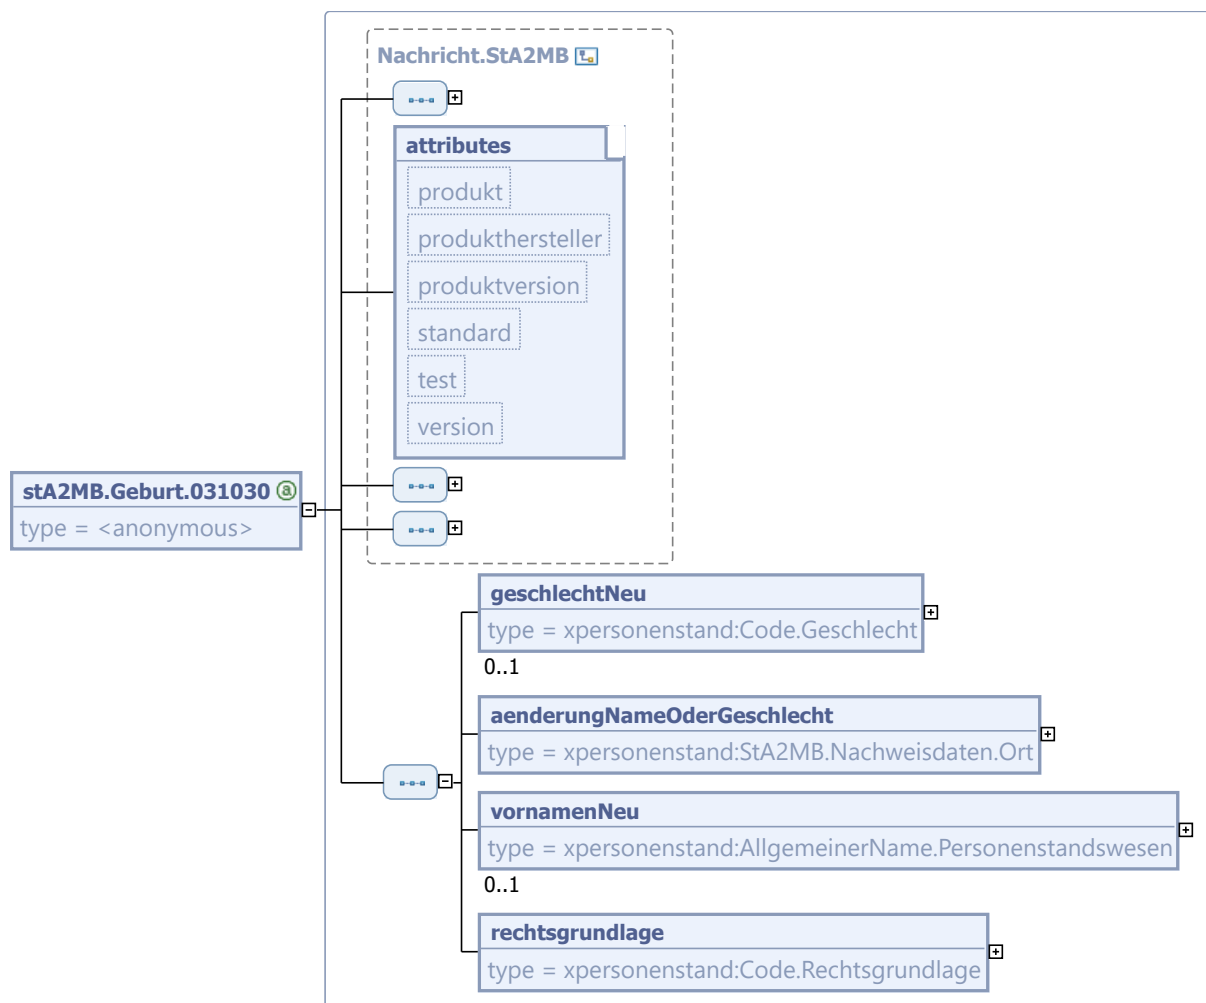 Nachricht.StA2MB
attributes
produkt
produkthersteller
produktversion
standard
test
version
stA2MB.Geburt.031030
type = <anonymous>
geschlechtNeu
type = xpersonenstand:Code.Geschlecht
0..1
aenderungNameOderGeschlecht
type = xpersonenstand:StA2MB.Nachweisdaten.Ort
vornamenNeu
type = xpersonenstand:AllgemeinerName.Personenstandswesen
0..1
rechtsgrundlage
type = xpersonenstand:Code.Rechtsgrundlage